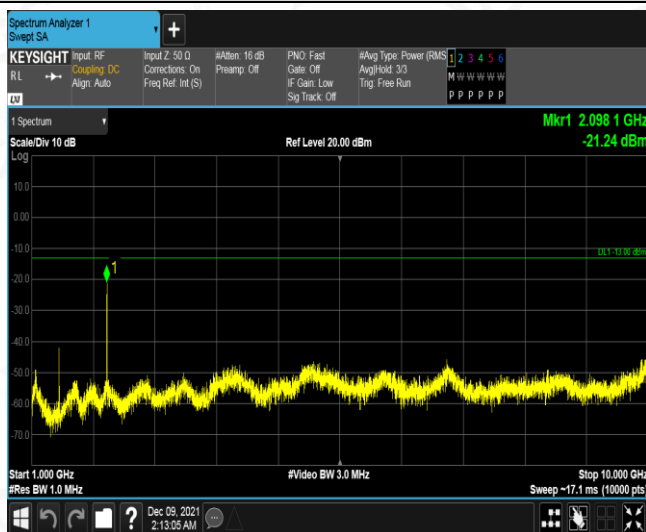 Spectrum Analyzer 1
Swept SA
+
KEYSIGHT Input: RF Input Z: 50 Ω #Atten: 16 dB PNO: Fast #Avg Type: Power (RMS 1 2 3 4 5 6
RL Coupling: DC Corrections: On Preamp: Off Gate: Off Avg|Hold: 3/3 M W W W W W
Align: Auto Freq Ref: Int (S) IF Gain: Low Trig: Free Run
Sig Track: Off P P P P P P
LXI
1 Spectrum
Mkr1 2.098 1 GHz
Scale/Div 10 dB Ref Level 20.00 dBm -21.24 dBm
Log
10.0
0.00
-10.0
DL1 -13.00 dBm
1
-20.0
-30.0
-40.0
-50.0
-60.0
-70.0
Start 1.000 GHz #Video BW 3.0 MHz Stop 10.000 GHz
#Res BW 1.0 MHz Sweep ~17.1 ms (10000 pts)
? Dec 09, 2021
2:13:05 AM